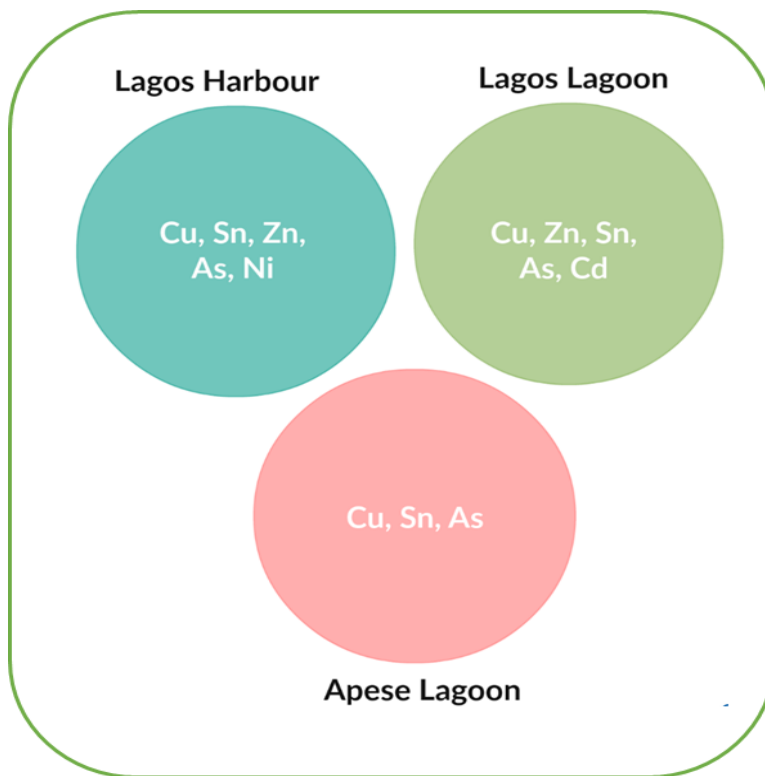 Lagos Harbour
Lagos Lagoon
Cu, Sn, Zn,
As, Ni
Cu, Zn, Sn,
As, Cd
Cu, Sn, As
Apese Lagoon